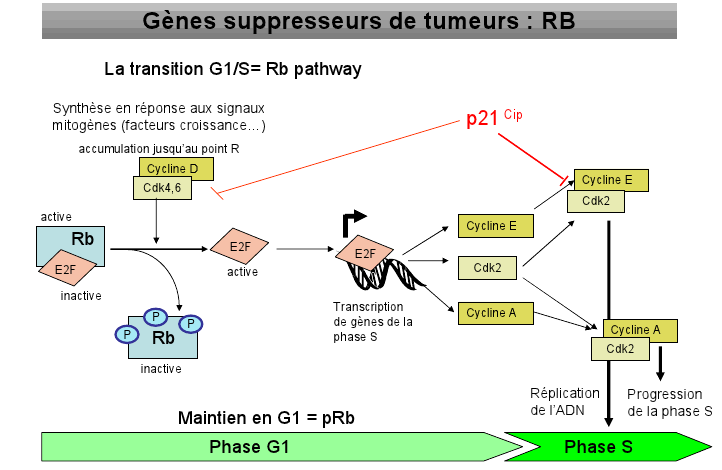 Gènes suppresseurs de tumeurs : RB
La transition G1/S= Rb pathway
Synthèse en réponse aux signaux
mitogènes (facteurs croissance…)
accumulation jusqu'au point R
Cycline D
Cdk4,6
p21 Cip
Cycline E
Cdk2
active
Rb
E2F
inactive
E2F
active
E2F
Cycline E
Cdk2
Cycline A
Transcription
de gènes de la
phase S
P
P
P
Rb
inactive
Cycline A
Cdk2
Réplication
de l'ADN
Progression
de la phase S
Maintien en G1 = pRb
Phase G1
Phase S